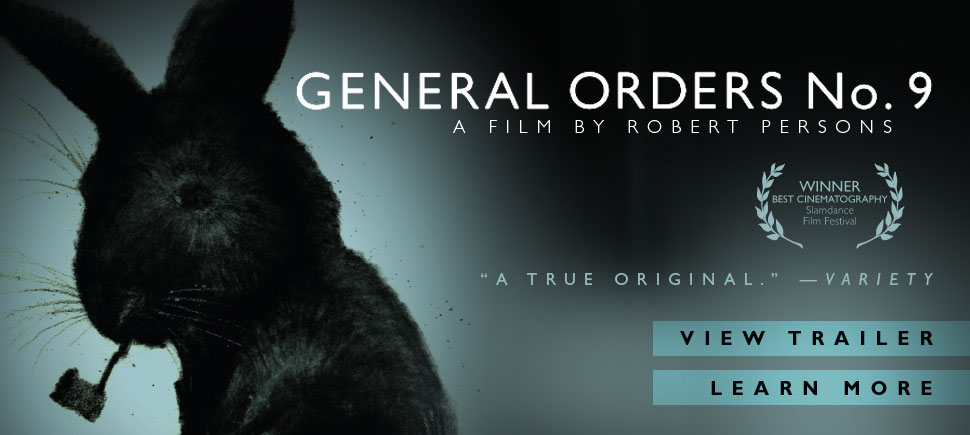 GENERAL ORDERS No. 9
A FILM BY ROBERT PERSONS
WINNER
BEST CINEMATOGRAPHY
Slamdance
Film Festival
“A TRUE ORIGINAL.” —VARIETY
VIEW TRAILER
LEARN MORE